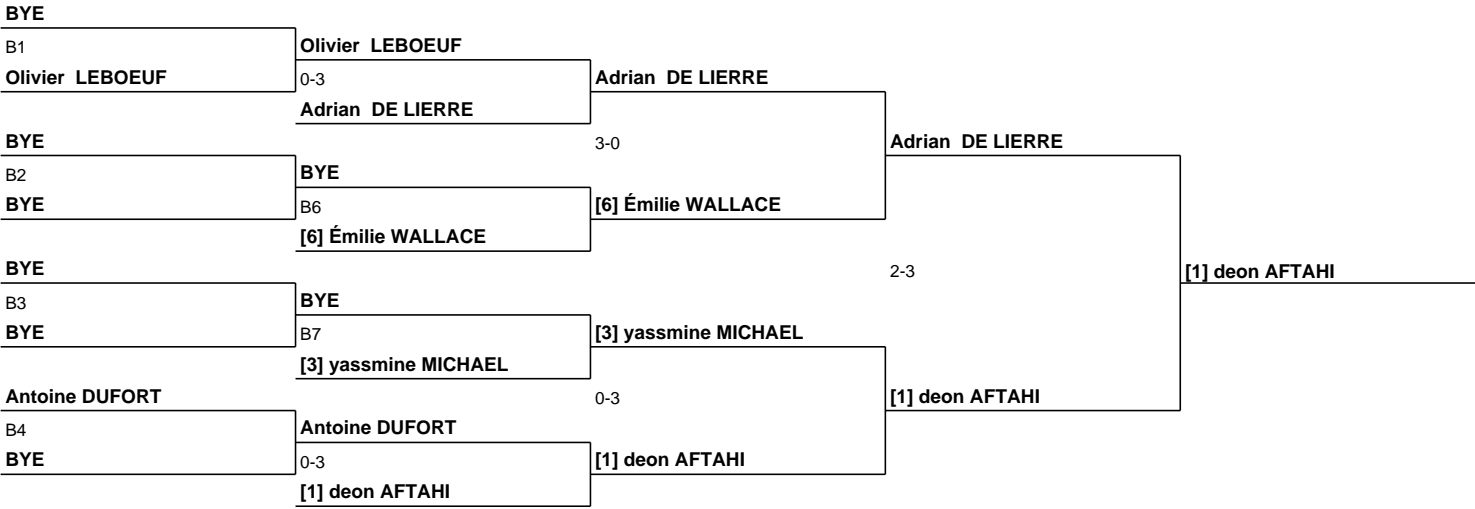 BYE
B1
Olivier LEBOEUF
Olivier LEBOEUF
0-3
Adrian DE LIERRE
Adrian DE LIERRE
BYE
B2
BYE
BYE
B6
[6] Émilie WALLACE
3-0
[6] Émilie WALLACE
Adrian DE LIERRE
BYE
B3
BYE
BYE
B7
[3] yassmine MICHAEL
[3] yassmine MICHAEL
Antoine DUFORT
B4
BYE
Antoine DUFORT
0-3
[1] deon AFTAHI
0-3
[1] deon AFTAHI
[1] deon AFTAHI
2-3
[1] deon AFTAHI